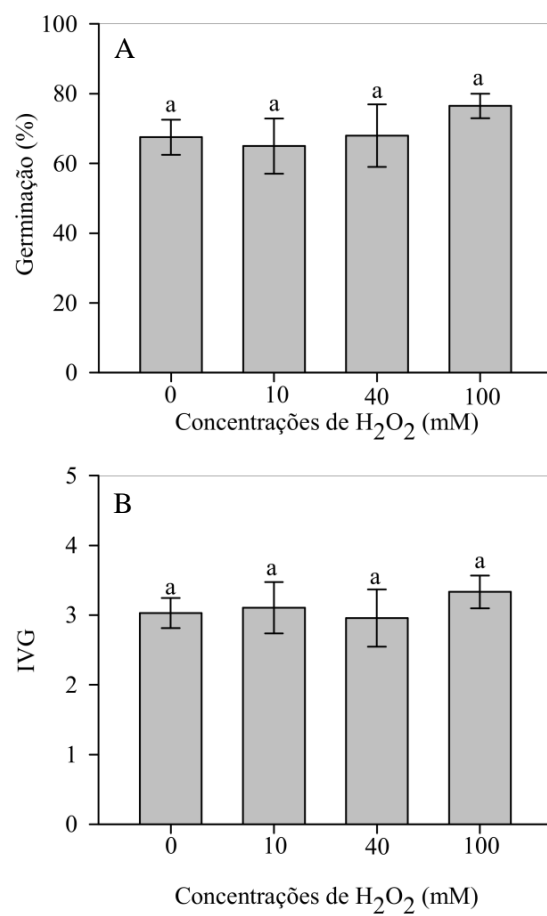 A
Germinação (%)
100
80
60
40
20
0
a a a a
0 10 40 100
Concentrações de H2O2 (mM)
B
IVG
5
4
3
2
1
0
a a a a
0 10 40 100
Concentrações de H2O2 (mM)